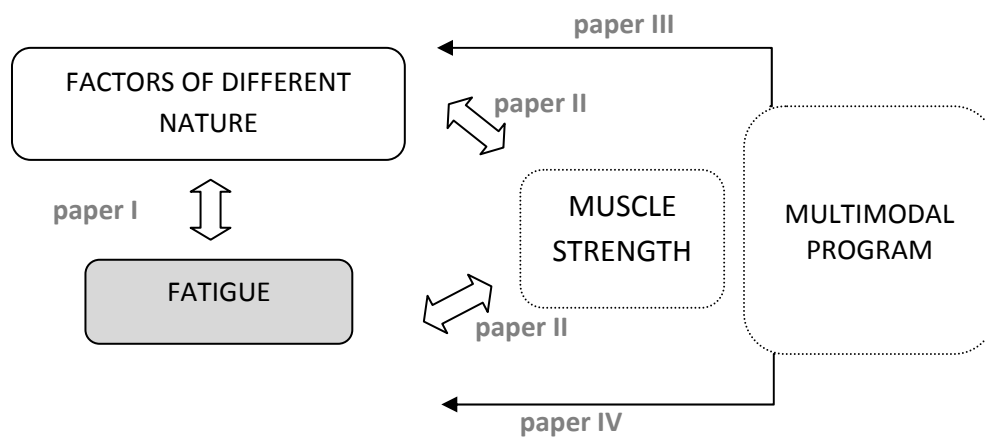 paper III
FACTORS OF DIFFERENT
NATURE
paper II
paper I
MUSCLE
STRENGTH
MULTIMODAL
PROGRAM
FATIGUE
paper II
paper IV